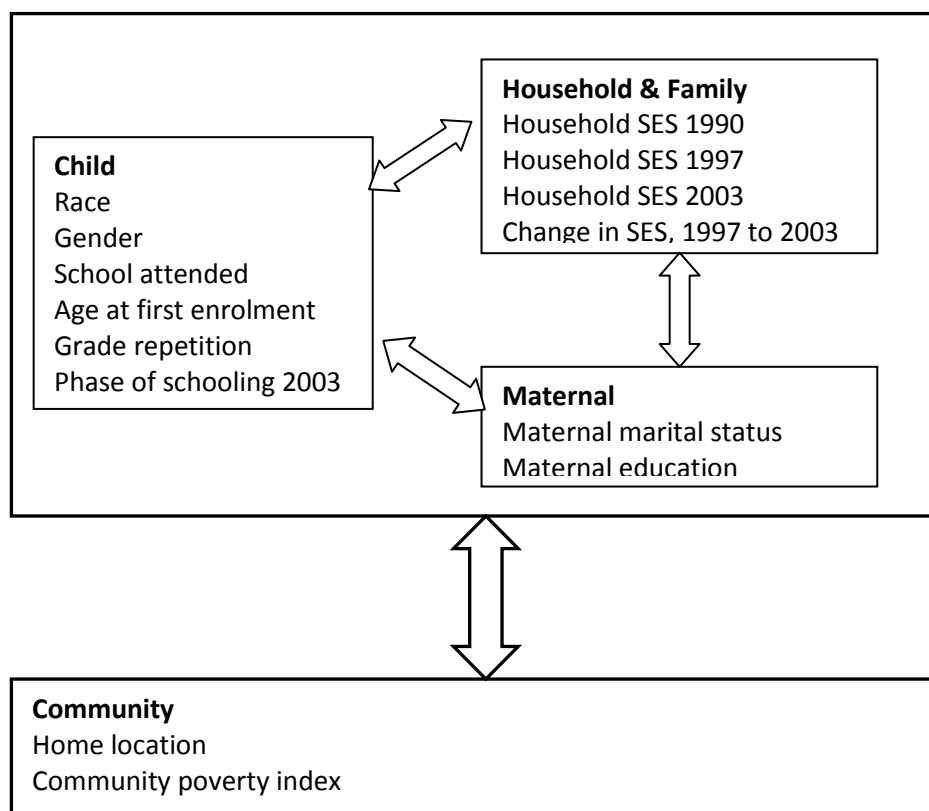 Household & Family
Household SES 1990
Household SES 1997
Household SES 2003
Change in SES, 1997 to 2003
Child
Race
Gender
School attended
Age at first enrolment
Grade repetition
Phase of schooling 2003
Maternal
Maternal marital status
Maternal education
Community
Home location
Community poverty index